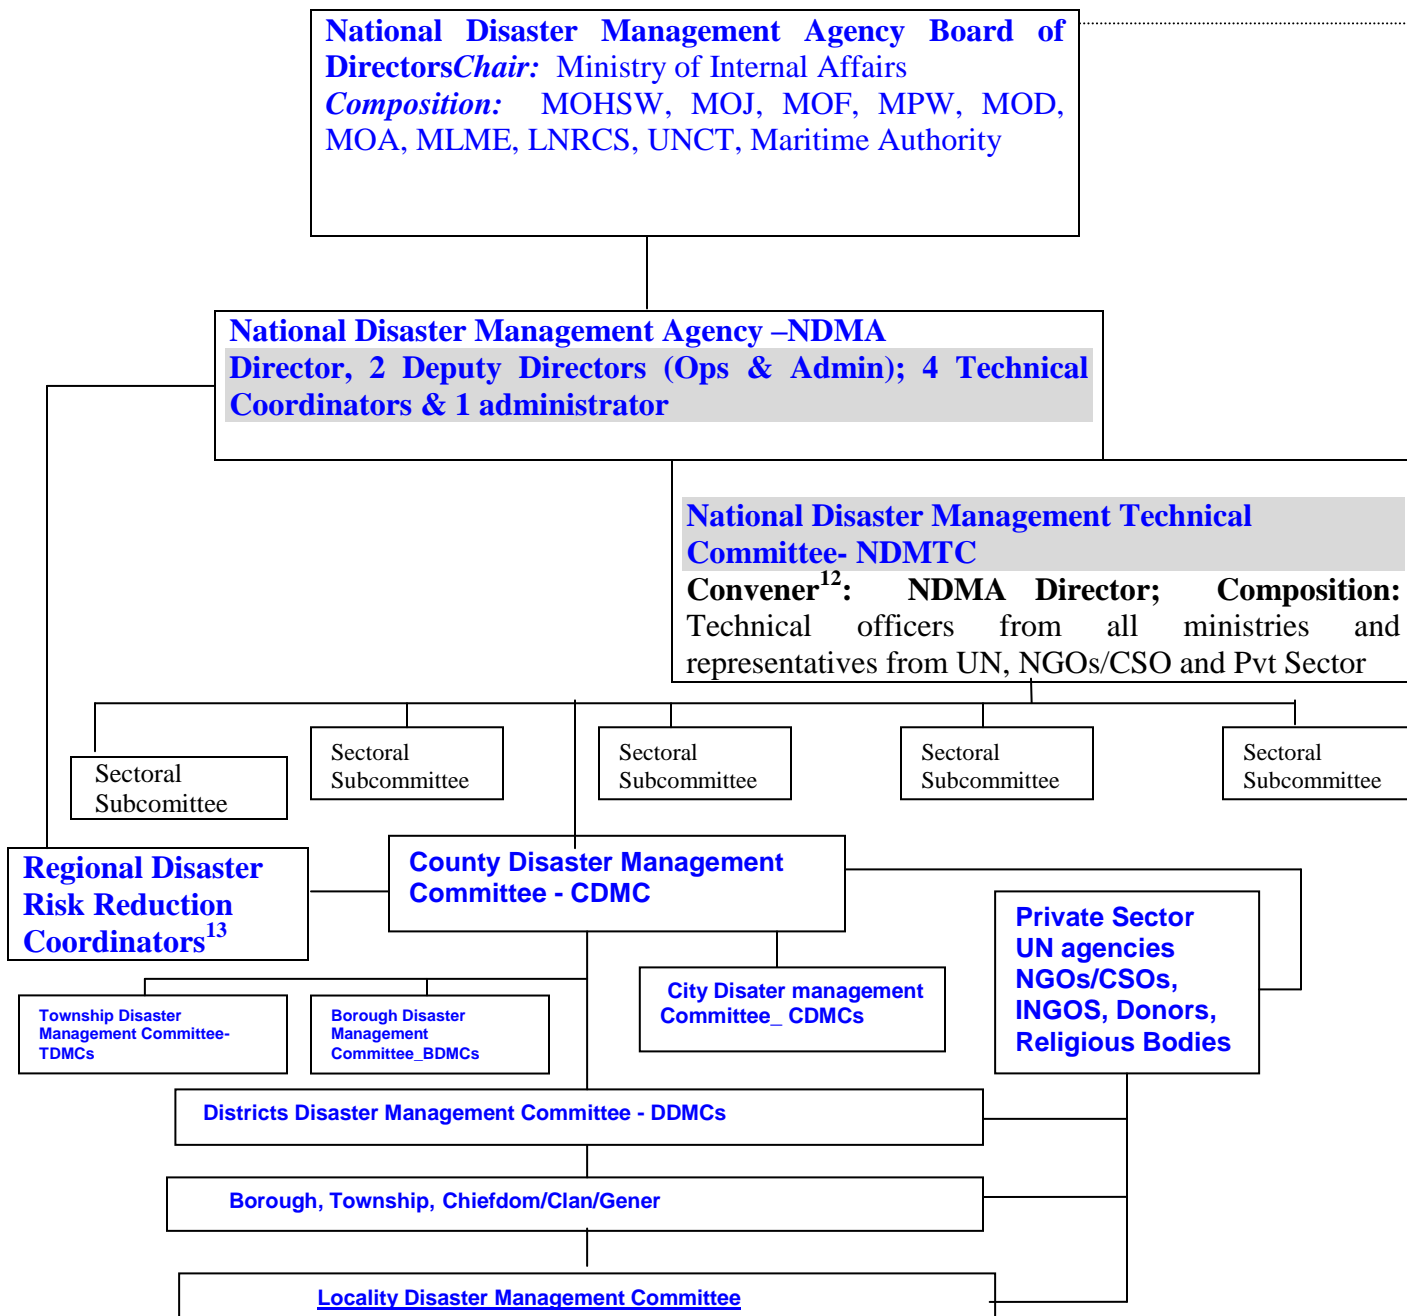 National Disaster Management Agency Board of
DirectorsChair: Ministry of Internal Affairs
Composition: MOHSW, MOJ, MOF, MPW, MOD,
MOA, MLME, LNRCS, UNCT, Maritime Authority
National Disaster Management Agency –NDMA
Director, 2 Deputy Directors (Ops & Admin); 4 Technical
Coordinators & 1 administrator
National Disaster Management Technical
Committee- NDMTC
Convener12: NDMA Director; Composition:
Technical officers from all ministries and
representatives from UN, NGOs/CSO and Pvt Sector
Sectoral
Subcomittee
Sectoral
Subcommittee
Sectoral
Subcommittee
Sectoral
Subcommittee
Sectoral
Subcommittee
Regional Disaster
Risk Reduction
Coordinators13
County Disaster Management
Committee - CDMC
Private Sector
UN agencies
NGOs/CSOs,
INGOS, Donors,
Religious Bodies
Township Disaster
Management Committee-
TDMCs
Borough Disaster
Management
Committee_BDMCs
City Disater management
Committee_ CDMCs
Districts Disaster Management Committee - DDMCs
Borough, Township, Chiefdom/Clan/Gener
Locality Disaster Management Committee